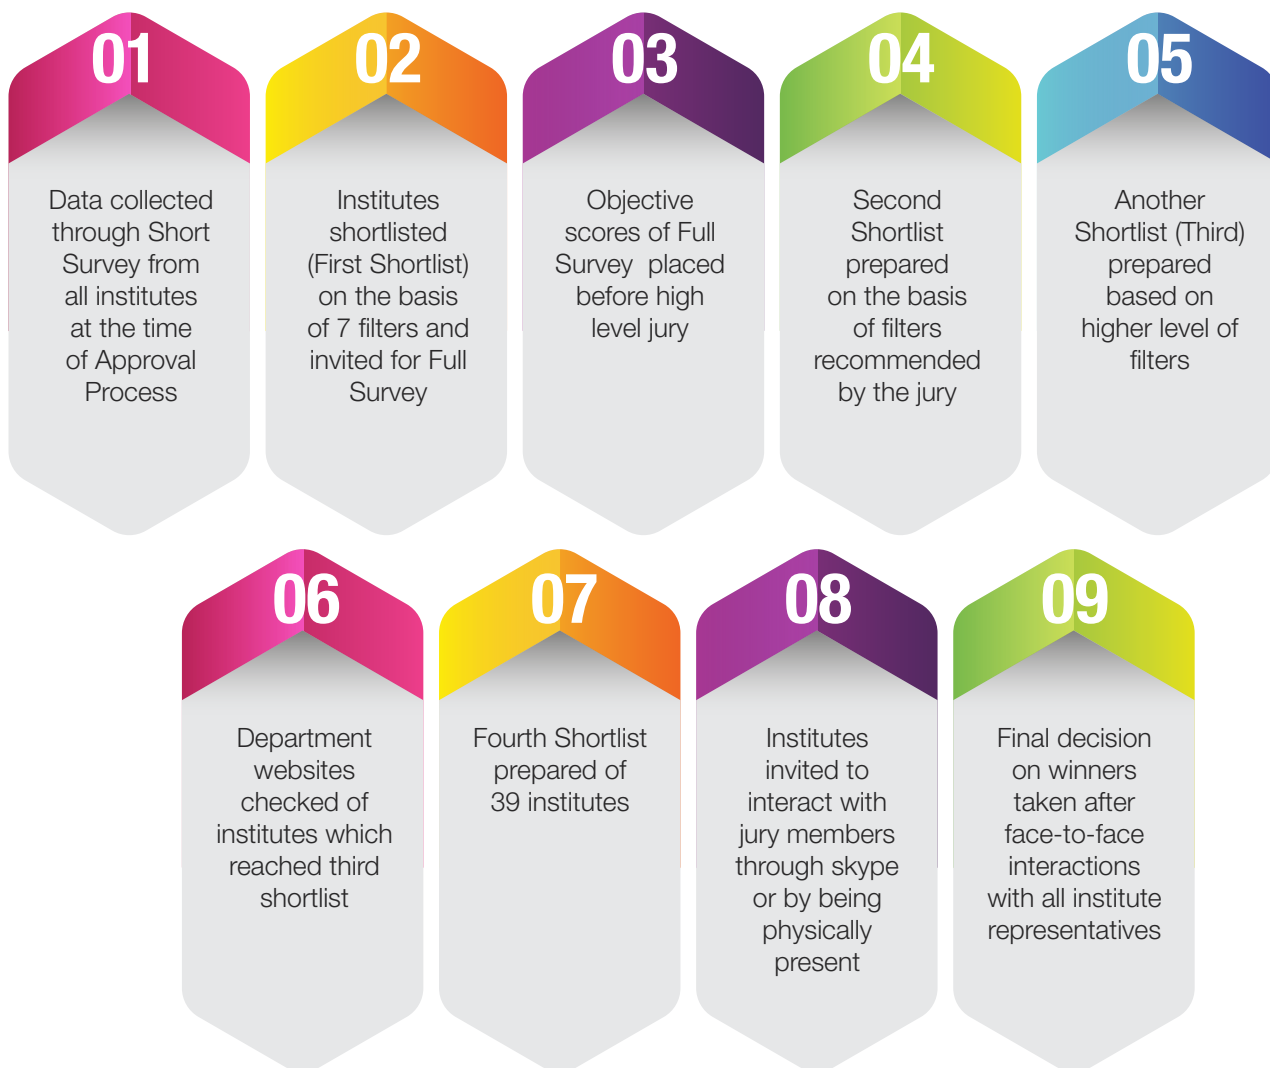 01
Data collected
through Short
Survey from
all institutes
at the time
of Approval
Process
02
Institutes
shortlisted
(First Shortlist)
on the basis
of 7 filters and
invited for Full
Survey
03
Objective
scores of Full
Survey  placed
before high
level jury
04
Second
Shortlist
prepared
on the basis
of filters
recommended
by the jury
05
Another
Shortlist (Third)
prepared
based on
higher level of
filters
06
Department
websites
checked of
institutes which
reached third
shortlist
07
Fourth Shortlist
prepared of
39 institutes
08
Institutes
invited to
interact with
jury members
through skype
or by being
physically
present
09
Final decision
on winners
taken after
face-to-face
interactions
with all institute
representatives